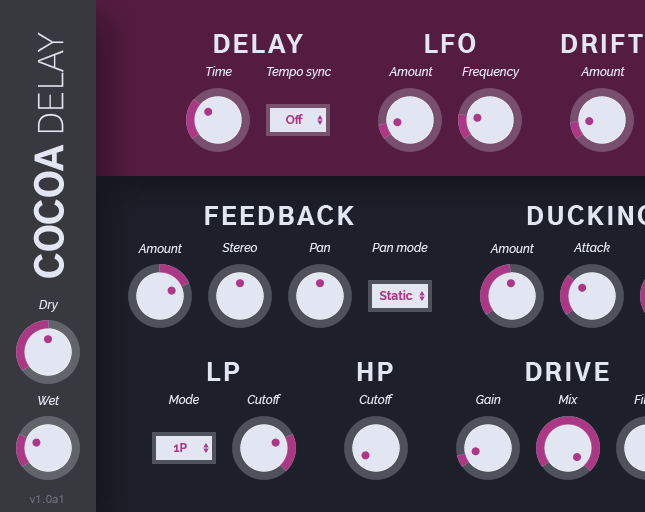 COCOA DELAY
Dry
Wet
v1.0a1
DELAY
Time
Tempo sync
Off
LFO
Amount
Frequency
DRIFT
Amount
FEEDBACK
Amount
Stereo
Pan
Pan mode
Static
DUCKING
Amount
Attack
LP
Mode
Cutoff
1P
HP
Cutoff
DRIVE
Gain
Mix